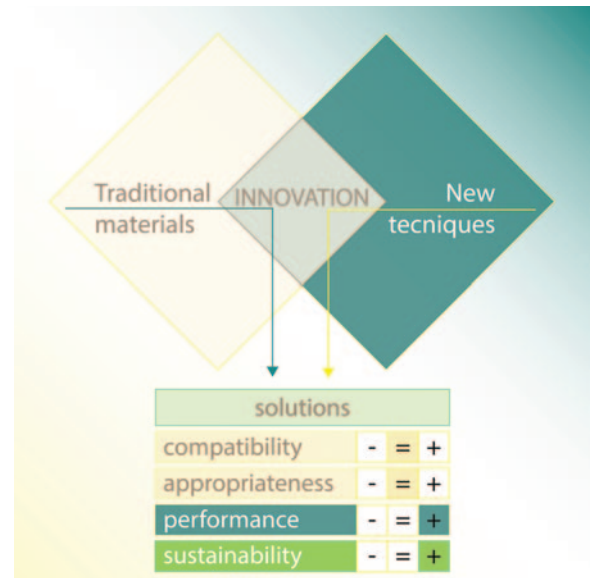 Traditional materials
INNOVATION
New tecniques
solutions
compatibility - = +
appropriateness - = +
performance - = +
sustainability - = +